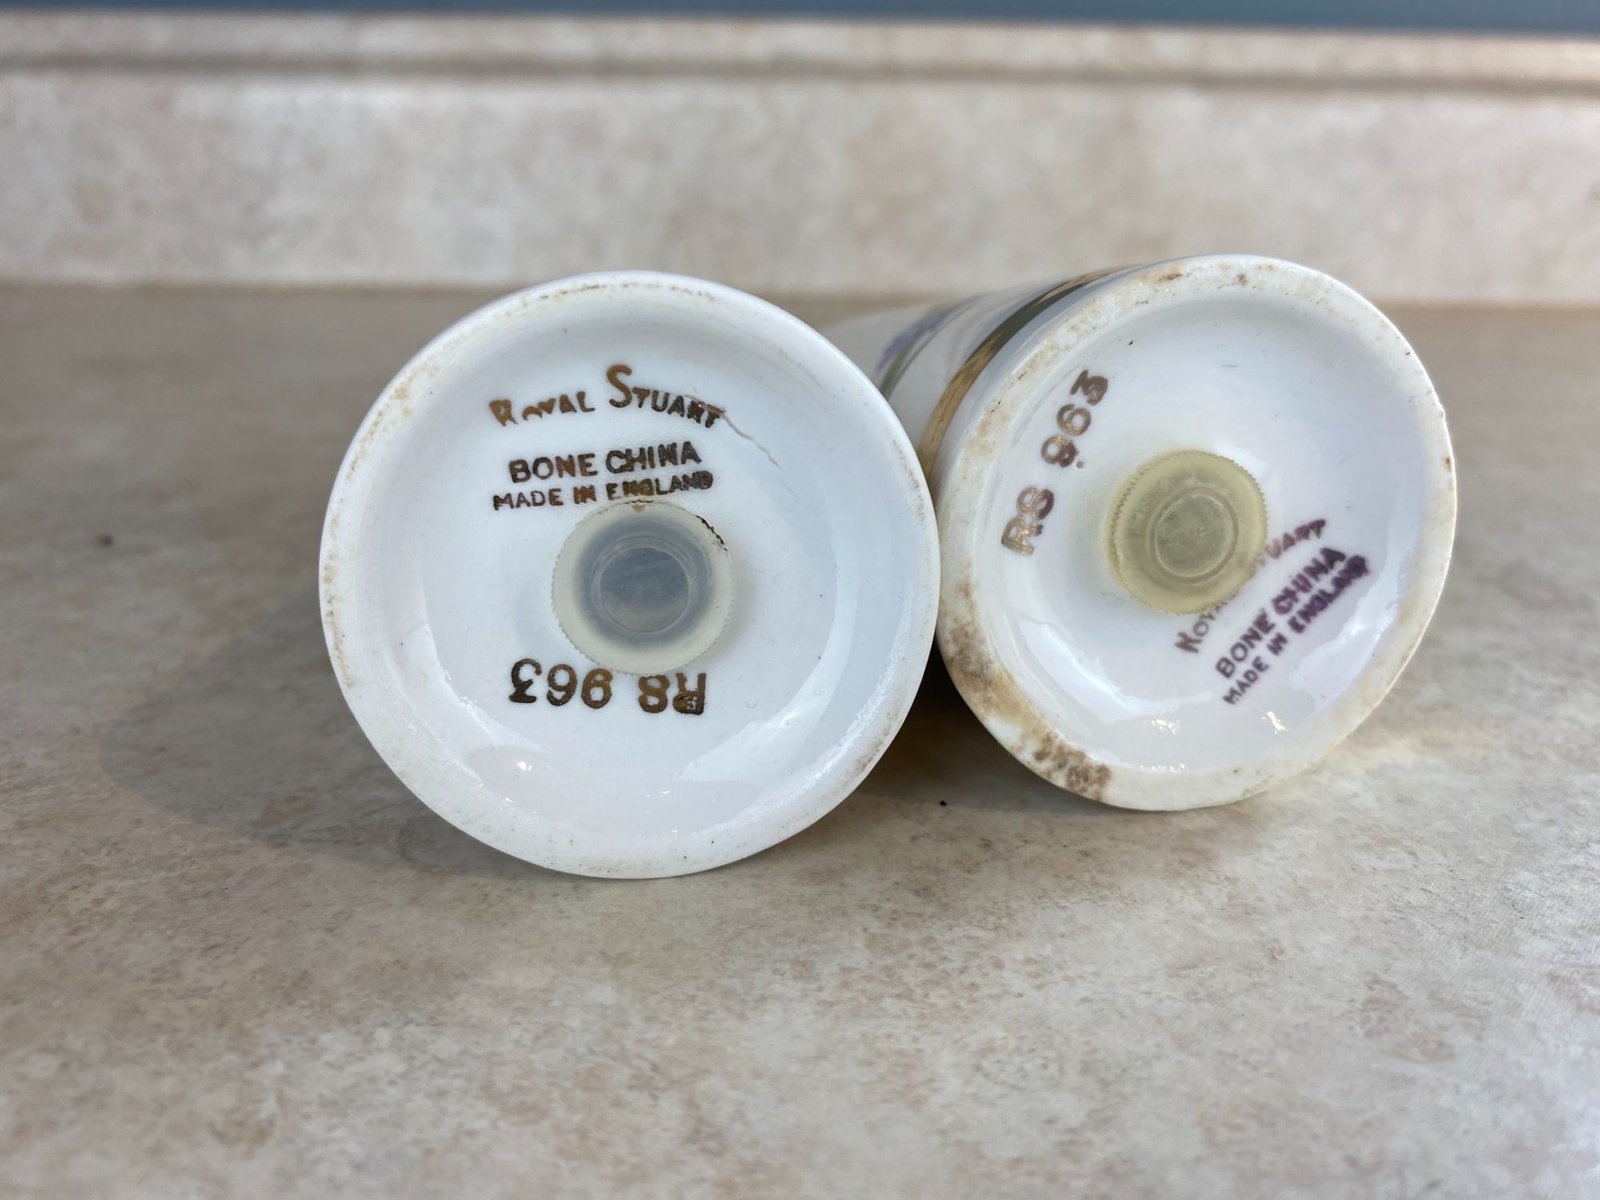 ROYAL STUART
BONE CHINA
MADE IN ENGLAND
RS 963
RS 963
BONE CHINA
MADE IN ENGLAND